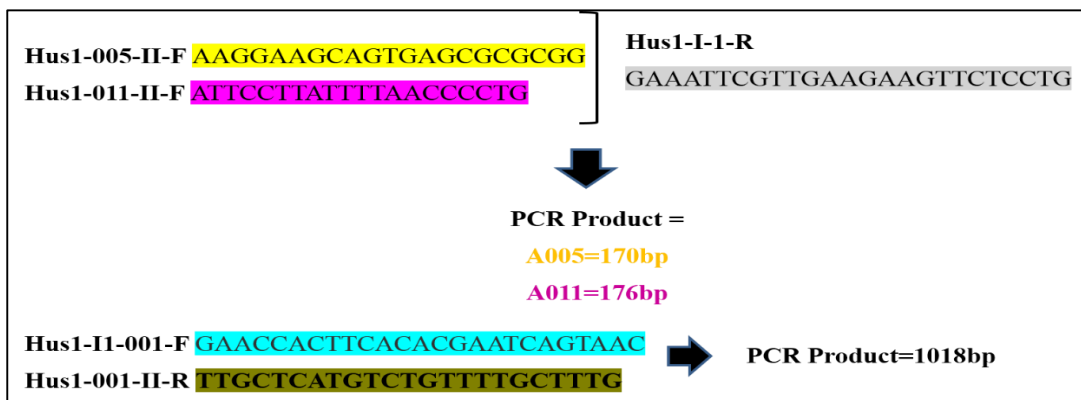 Hus1-005-II-F AAGGAAGCAGTGAGCGCGCGG
Hus1-011-II-F ATTCCTTATTTTAACCCCTG
Hus1-I-1-R
GAAATTCGTTGAAGAAGTTCTCCTG
PCR Product =
A005=170bp
A011=176bp
Hus1-I1-001-F GAACCACTTCACACGAATCAGTAAC
Hus1-001-II-R TTGCTCATGTCTGTTTTGCTTTG
PCR Product=1018bp